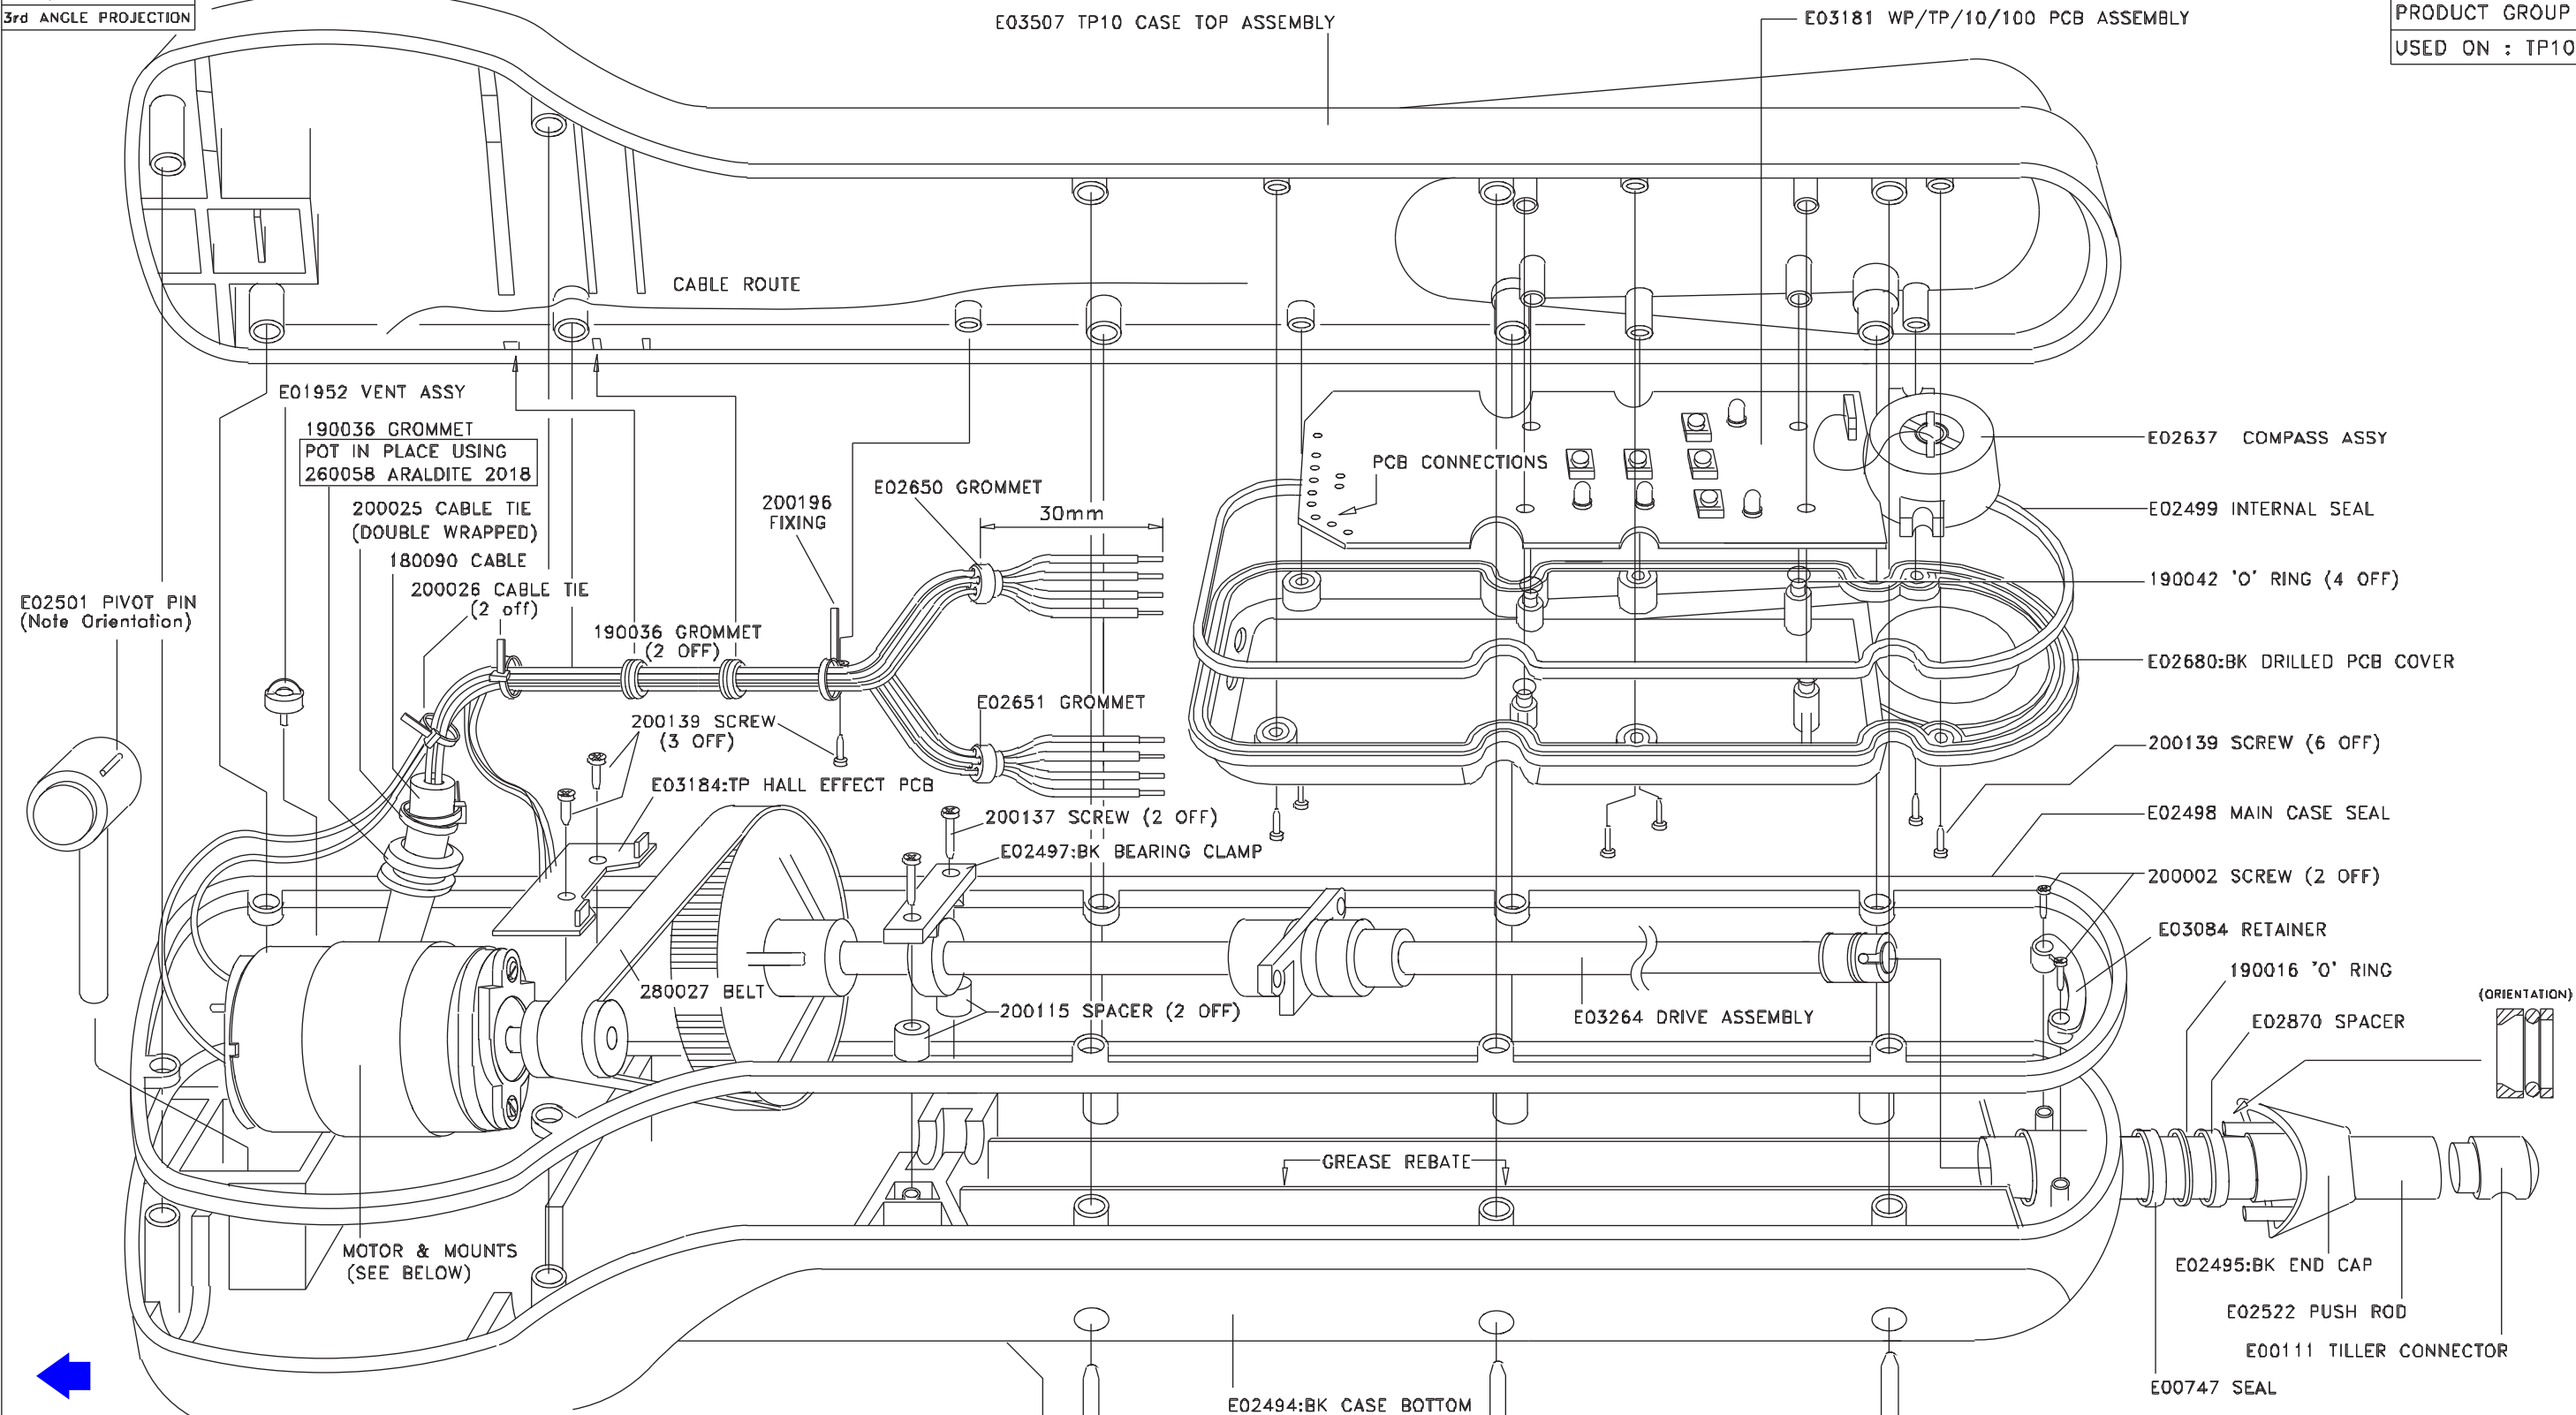 3rd ANGLE PROJECTION
E03507 TP10 CASE TOP ASSEMBLY
E03181 WP/TP/10/100 PCB ASSEMBLY
PRODUCT GROUP
USED ON : TP10
CABLE ROUTE
E01952 VENT ASSY
190036 GROMMET
POT IN PLACE USING
260058 ARALDITE 2018
200025 CABLE TIE
(DOUBLE WRAPPED)
180090 CABLE
200026 CABLE TIE
(2 off)
E02501 PIVOT PIN
(Note Orientation)
190036 GROMMET
(2 OFF)
200196
FIXING
E02650 GROMMET
30mm
PCB CONNECTIONS
E02637 COMPASS ASSY
E02499 INTERNAL SEAL
190042 'O' RING (4 OFF)
E02680:BK DRILLED PCB COVER
E02651 GROMMET
200139 SCREW
(3 OFF)
E03184:TP HALL EFFECT PCB
200137 SCREW (2 OFF)
E02497:BK BEARING CLAMP
200139 SCREW (6 OFF)
E02498 MAIN CASE SEAL
200002 SCREW (2 OFF)
E03084 RETAINER
190016 'O' RING
(ORIENTATION)
E02870 SPACER
280027 BELT
200115 SPACER (2 OFF)
E03264 DRIVE ASSEMBLY
GREASE REBATE
MOTOR & MOUNTS
(SEE BELOW)
E02495:BK END CAP
E02522 PUSH ROD
E00111 TILLER CONNECTOR
E00747 SEAL
E02494:BK CASE BOTTOM